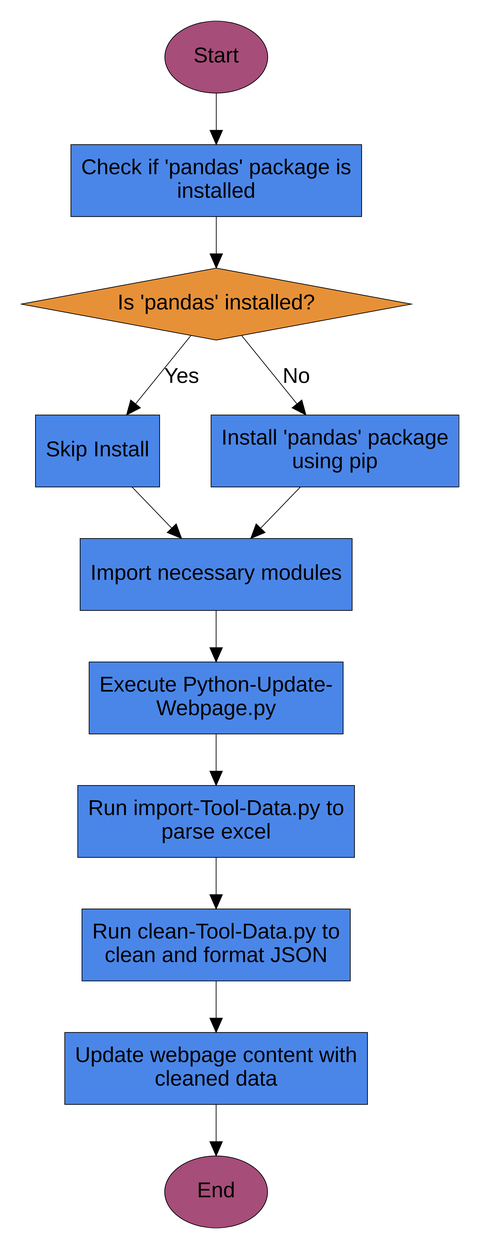 Start
Check if 'pandas' package is
installed
Is 'pandas' installed?
Yes
No
Skip Install
Install 'pandas' package
using pip
Import necessary modules
Execute Python-Update-
Webpage.py
Run import-Tool-Data.py to
parse excel
Run clean-Tool-Data.py to
clean and format JSON
Update webpage content with
cleaned data
End